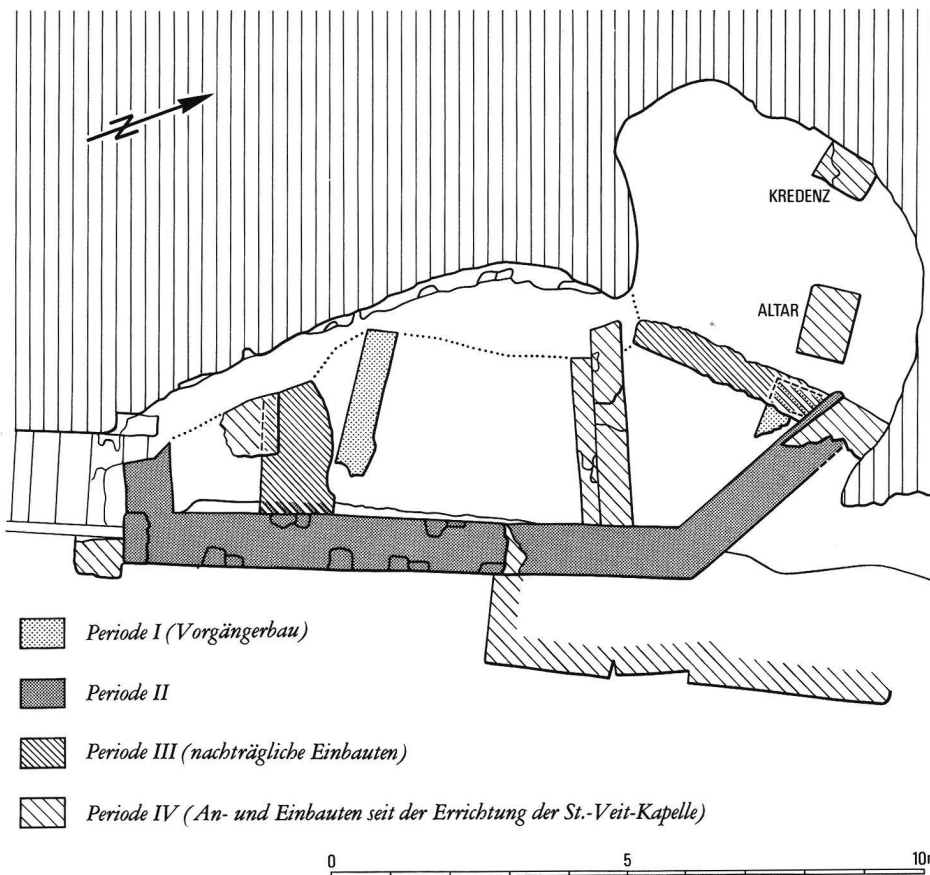 N
KREDENZ
ALTAR
Periode I (Vorgängerbau)
Periode II
Periode III (nachträgliche Einbauten)
Periode IV (An- und Einbauten seit der Errichtung der St.-Veit-Kapelle)
0 5 10